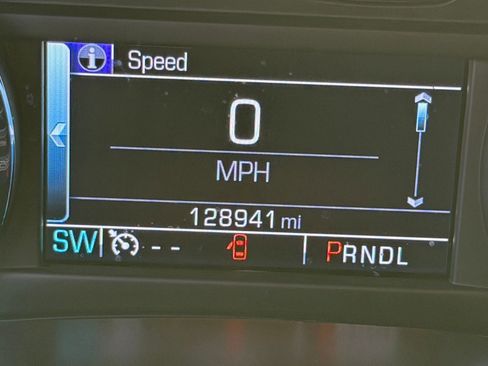 i Speed
0
MPH
128941 mi
SW -- PRNDL